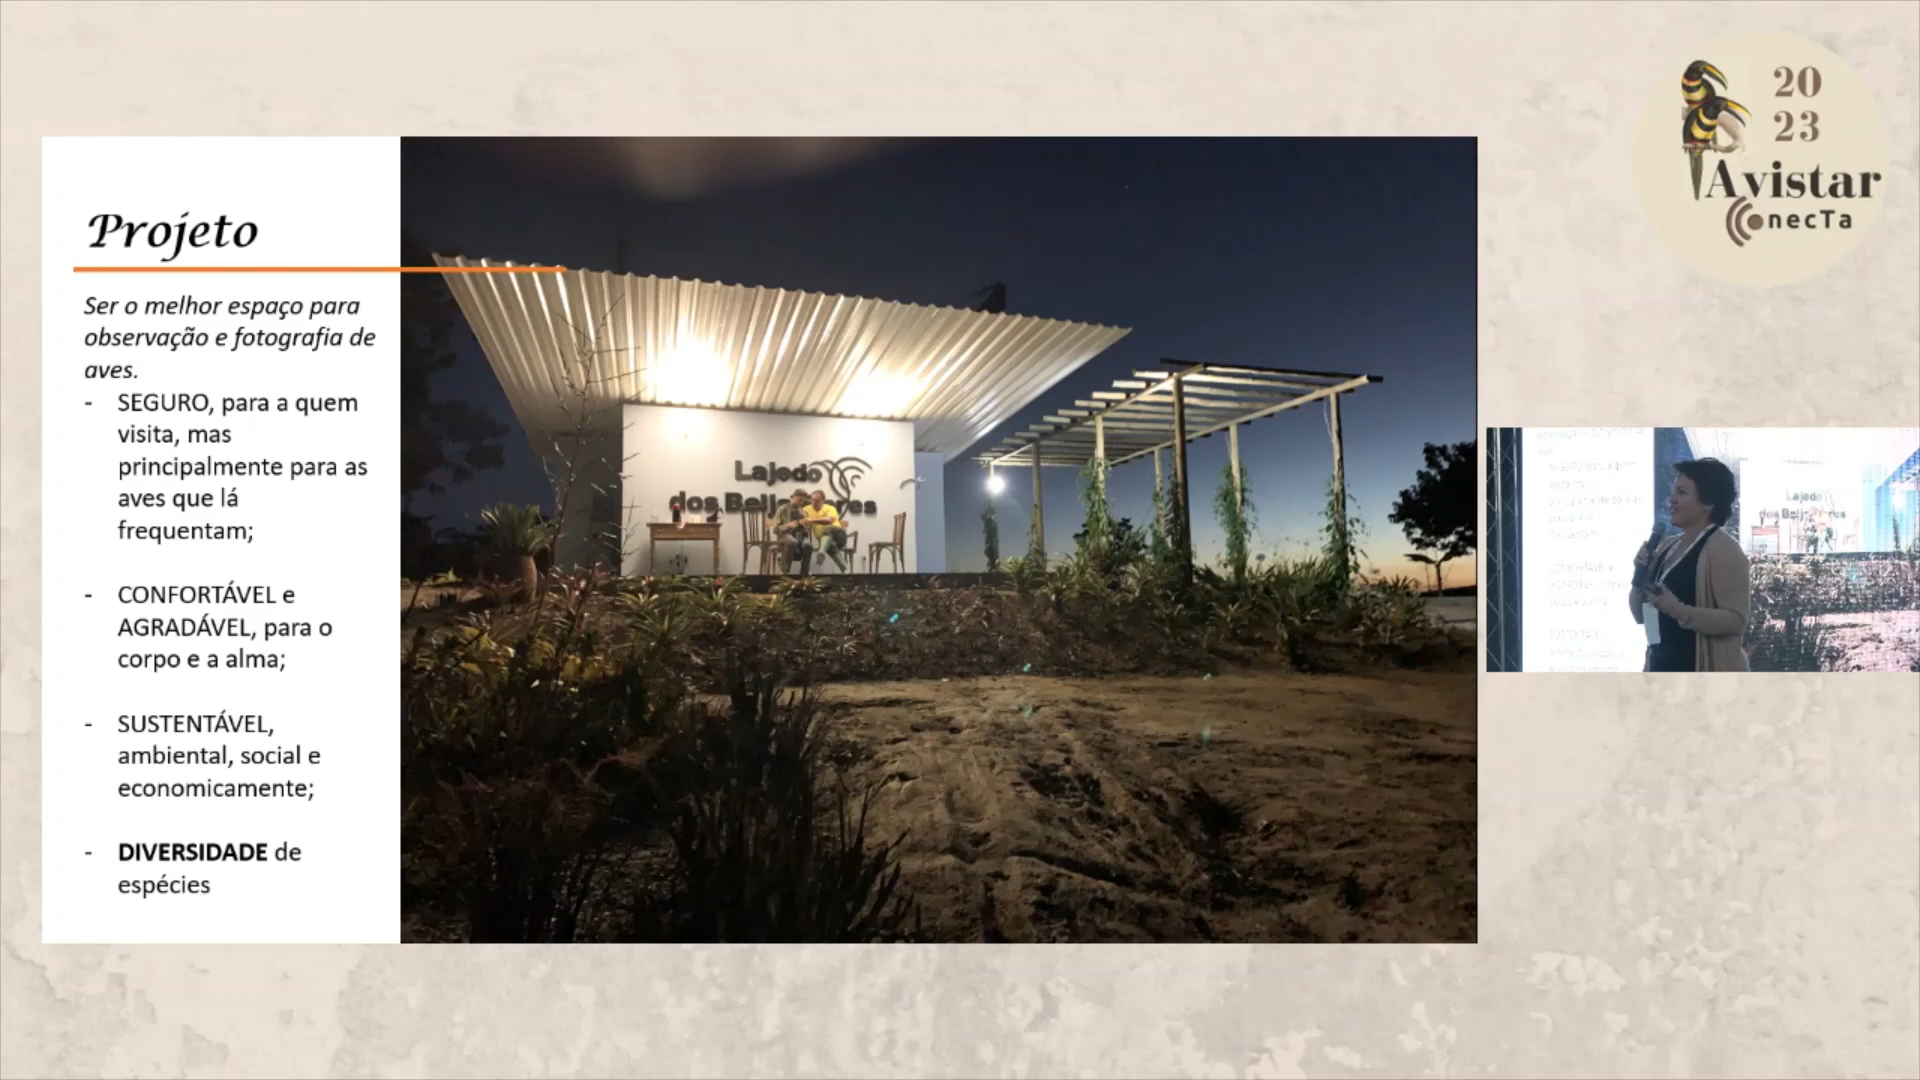 Projeto
Ser o melhor espaço para
observação e fotografia de
aves.
- SEGURO, para a quem
visita, mas
principalmente para as
aves que lá
frequentam;
- CONFORTÁVEL e
AGRADÁVEL, para o
corpo e a alma;
- SUSTENTÁVEL,
ambiental, social e
economicamente;
- DIVERSIDADE de
espécies
Lajedo
dos
20
23
Avistar
ConecTa
Lajedo
dos